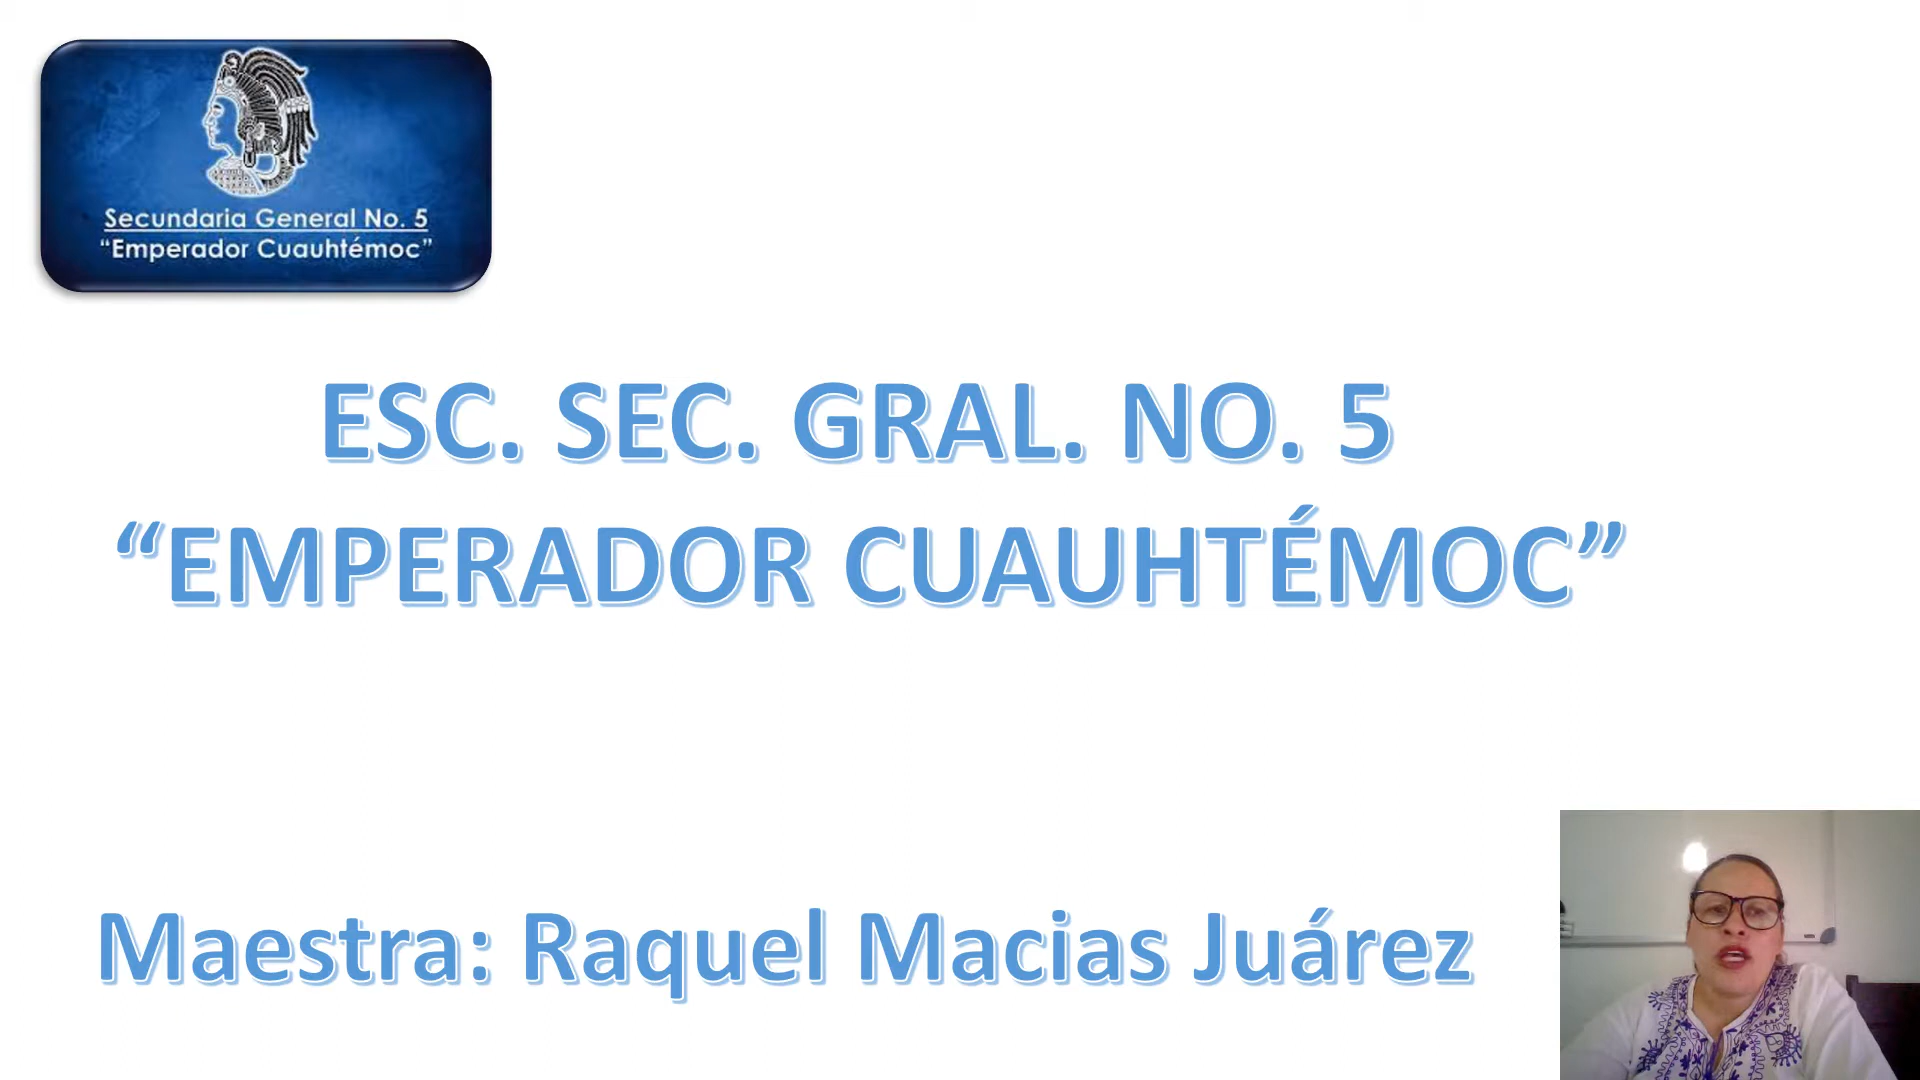 Secundaria General No. 5
“Emperador Cuauhtémoc”
ESC. SEC. GRAL. NO. 5
“EMPERADOR CUAUHTÉMOC”
Maestra: Raquel Macias Juárez